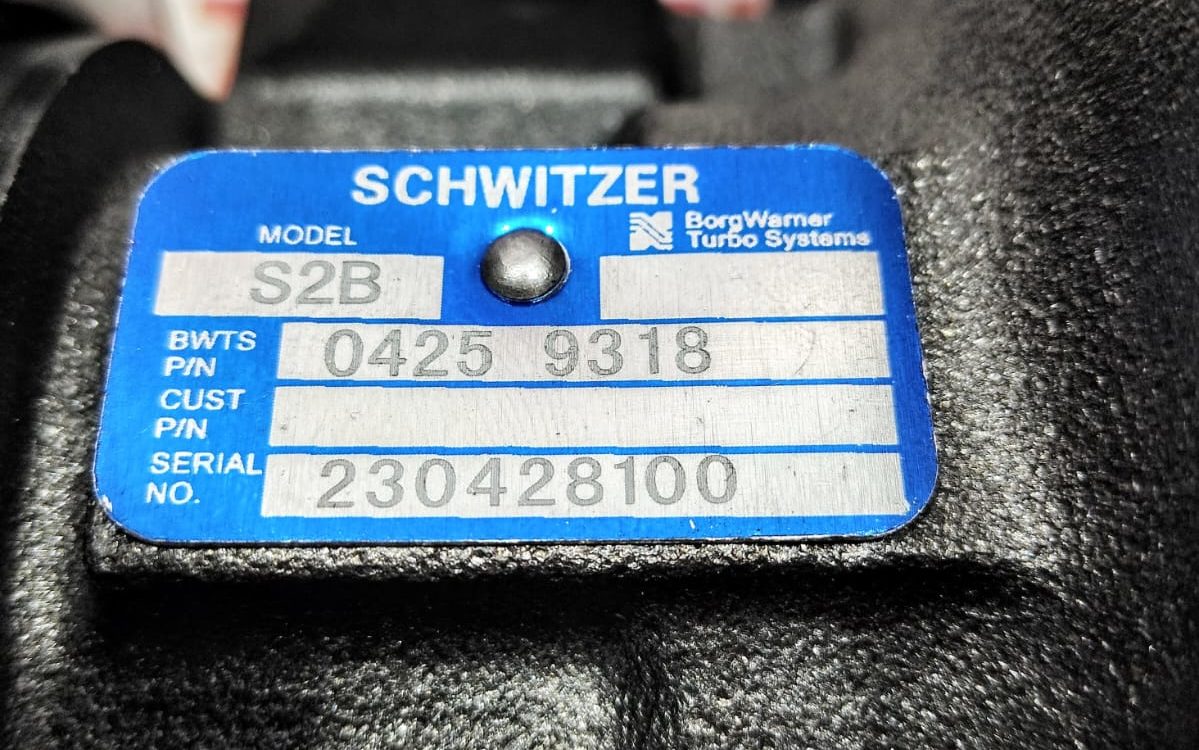 SCHWITZER
BorgWarner
Turbo Systems
MODEL
S2B
BWTS
P/N
0425 9318
CUST
P/N
SERIAL
NO.
230428100